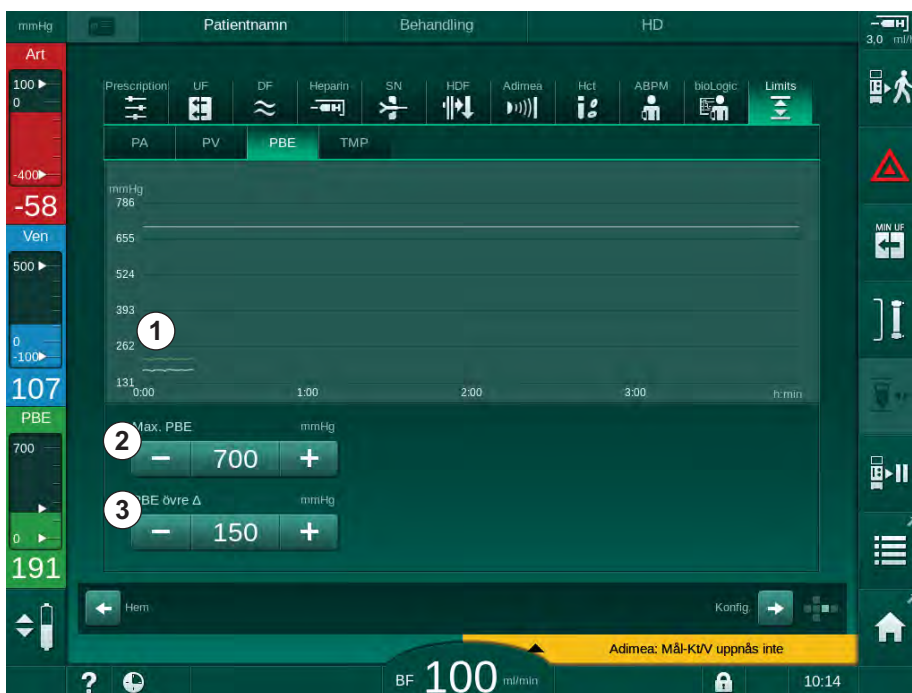 mmHg Patientnamn Behandling HD
3,0 ml/
Art
100
0
-400
-58
Ven
500
0
-100
107
PBE
700
0
191
Prescription UF DF Heparin SN HDF Adimea Hct ABPM bioLogic Limits
PA PV PBE TMP
mmHg
786
655
524
393
262
131
0:00 1:00 2:00 3:00 h:min
1
2
Max. PBE mmHg
− 700 +
3
PBE övre Δ mmHg
− 150 +
MIN UF
Hem Konfig.
Adimea: Mål-Kt/V uppnås inte
? BF 100 ml/min 10:14